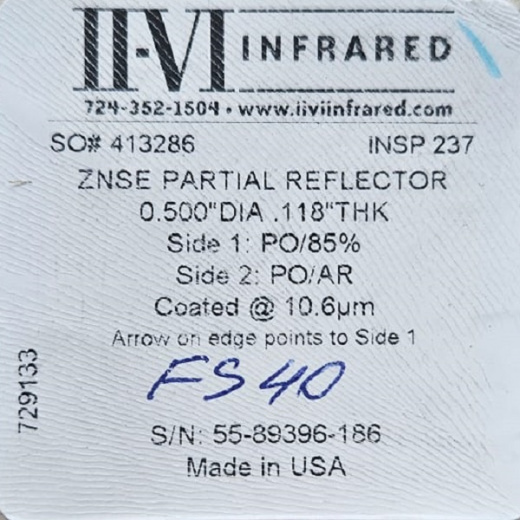 II-VI INFRARED
724-352-1504 • www.iiviinfrared.com
SO# 413286 INSP 237
ZNSE PARTIAL REFLECTOR
0.500"DIA .118"THK
Side 1: PO/85%
Side 2: PO/AR
Coated @ 10.6µm
Arrow on edge points to Side 1
FS40
729133
S/N: 55-89396-186
Made in USA